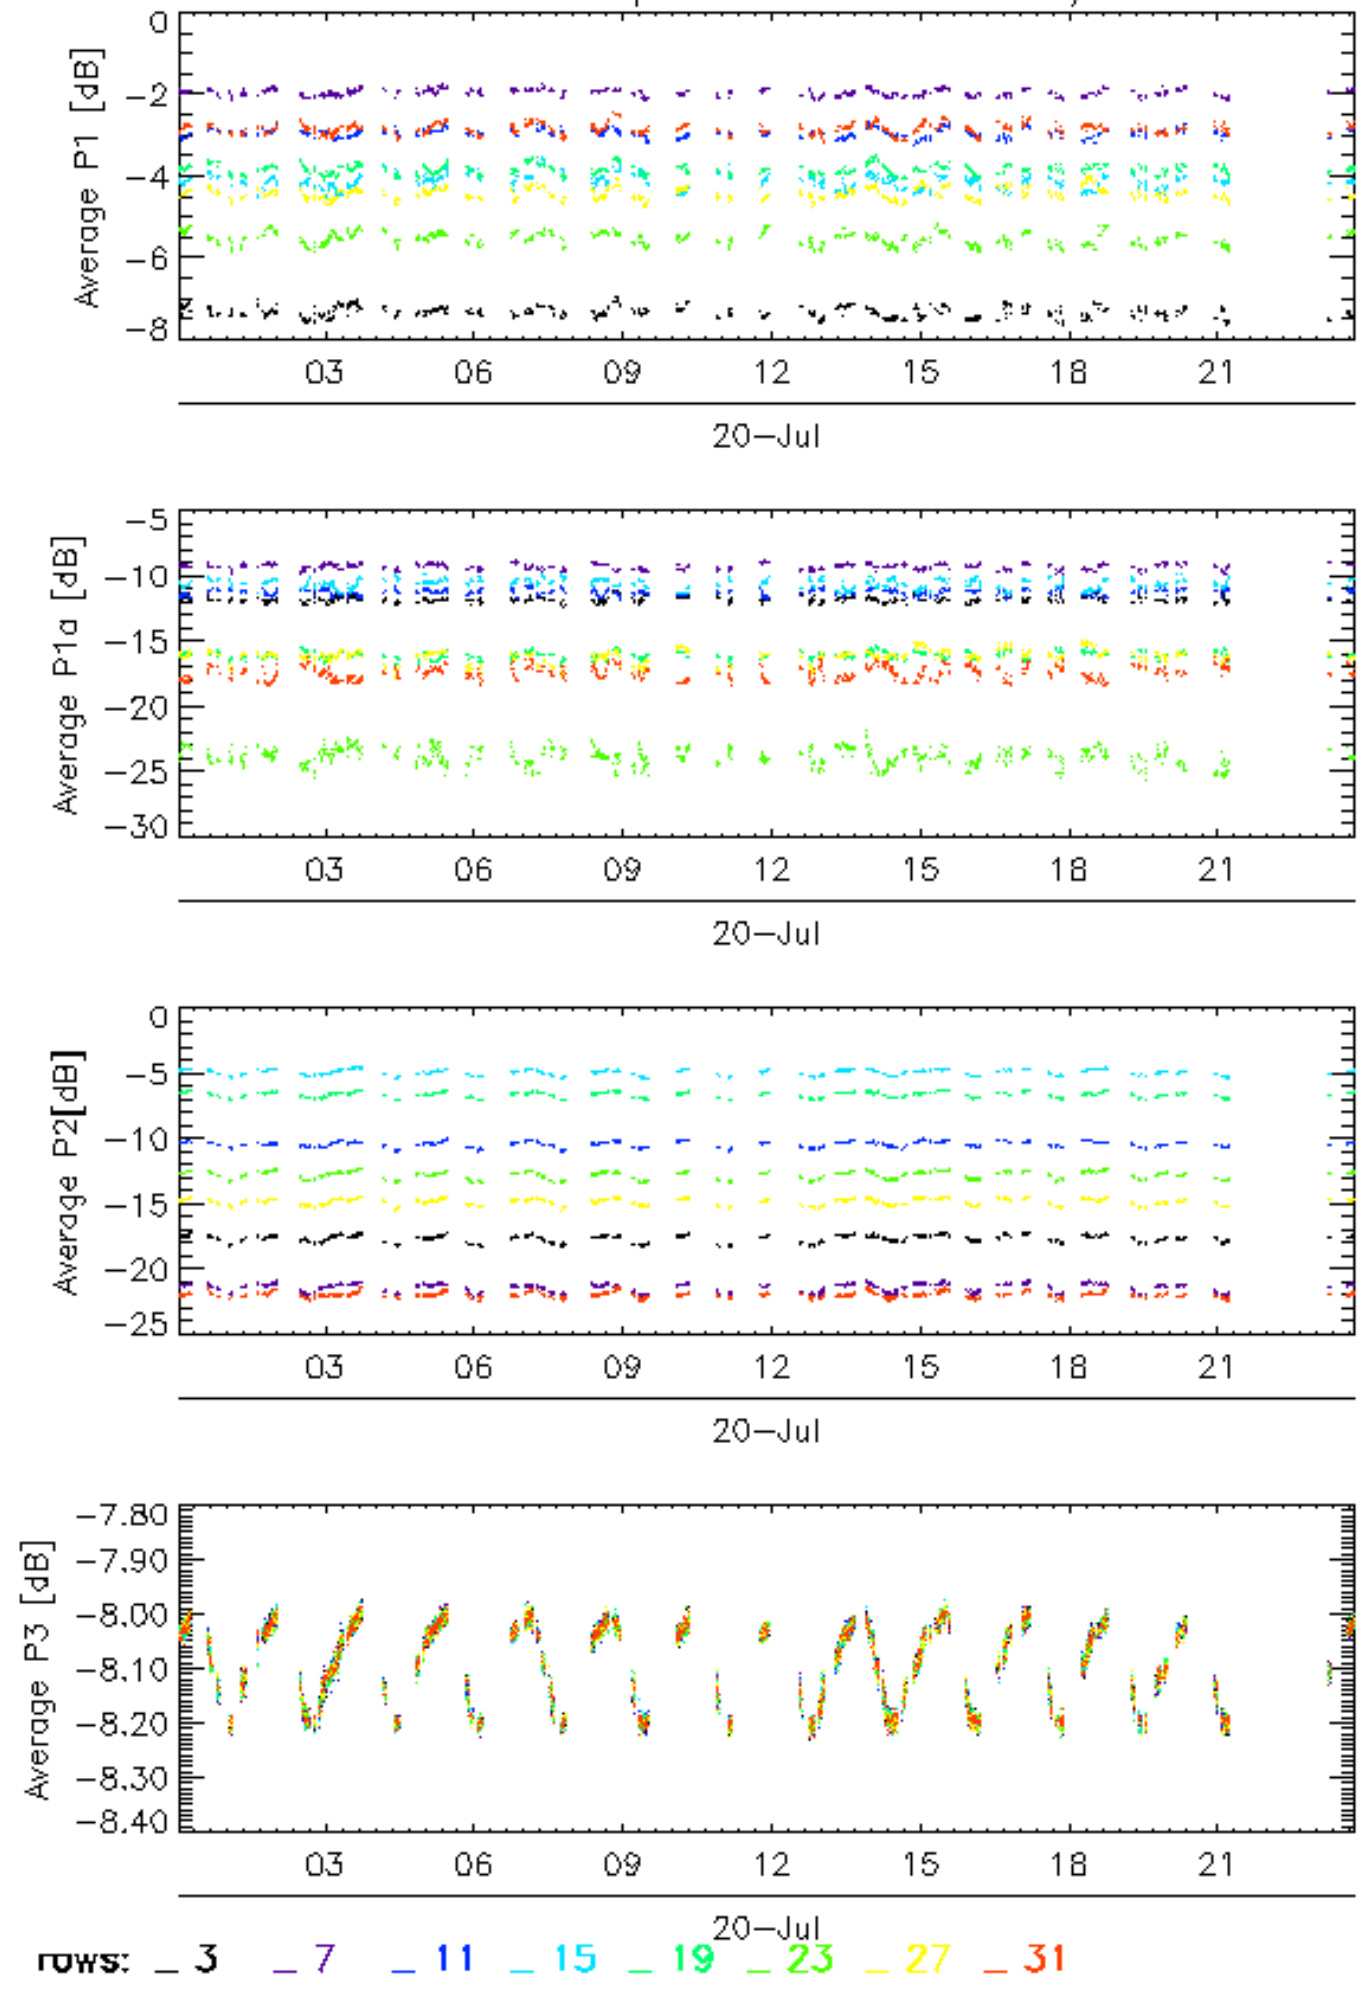 0
Average P1 [dB]
−2
−4
−6
−8
03 06 09 12 15 18 21
20−Jul
−5
Average P1a [dB]
−10
−15
−20
−25
−30
03 06 09 12 15 18 21
20−Jul
0
Average P2[dB]
−5
−10
−15
−20
−25
03 06 09 12 15 18 21
20−Jul
−7.80
Average P3 [dB]
−7.90
−8.00
−8.10
−8.20
−8.30
−8.40
03 06 09 12 15 18 21
20−Jul
rows: _ 3 _ 7 _ 11 _ 15 _ 19 _ 23 _ 27 _ 31